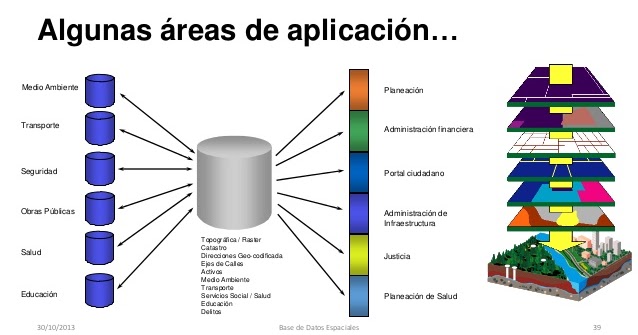 Algunas áreas de aplicación…
Medio Ambiente
Transporte
Seguridad
Obras Públicas
Salud
Educación
Topográfica / Raster
Catastro
Direcciones Geo-codificada
Ejes de Calles
Activos
Medio Ambiente
Transporte
Servicios Social / Salud
Educación
Delitos
Planeación
Administración financiera
Portal ciudadano
Administración de
Infraestructura
Justicia
Planeación de Salud
30/10/2013
Base de Datos Espaciales
39